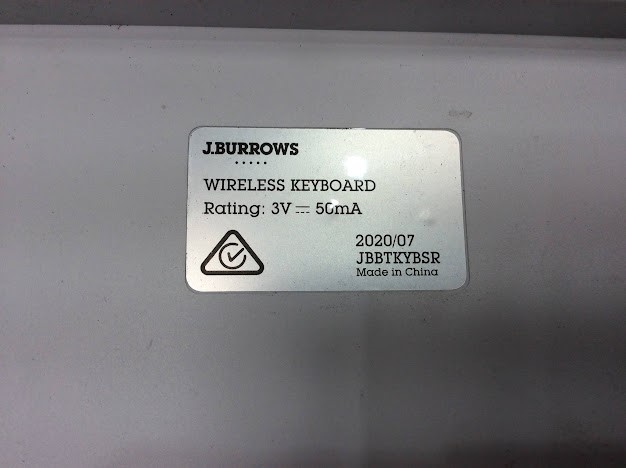 J.BURROWS
WIRELESS KEYBOARD
Rating: 3V ⎓ 50mA
2020/07
JBBTKYBSR
Made in China